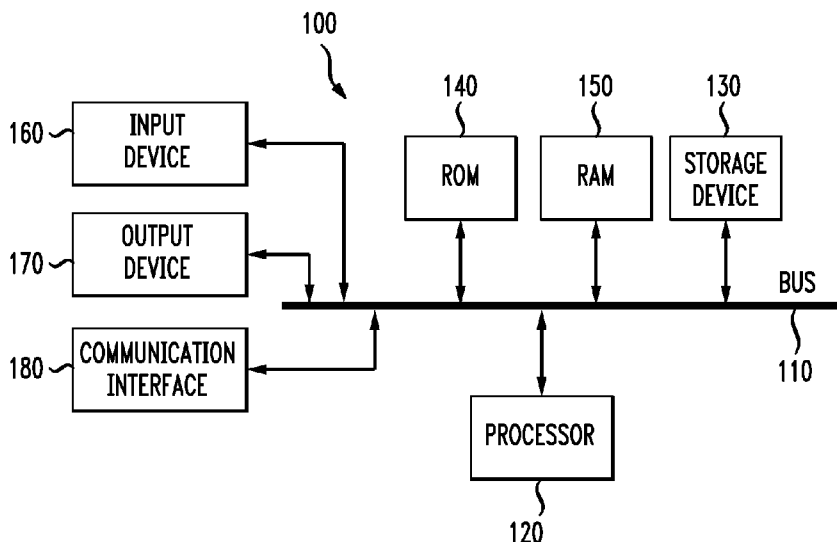 100
160
INPUT
DEVICE
140
ROM
150
RAM
130
STORAGE
DEVICE
170
OUTPUT
DEVICE
BUS
110
180
COMMUNICATION
INTERFACE
PROCESSOR
120